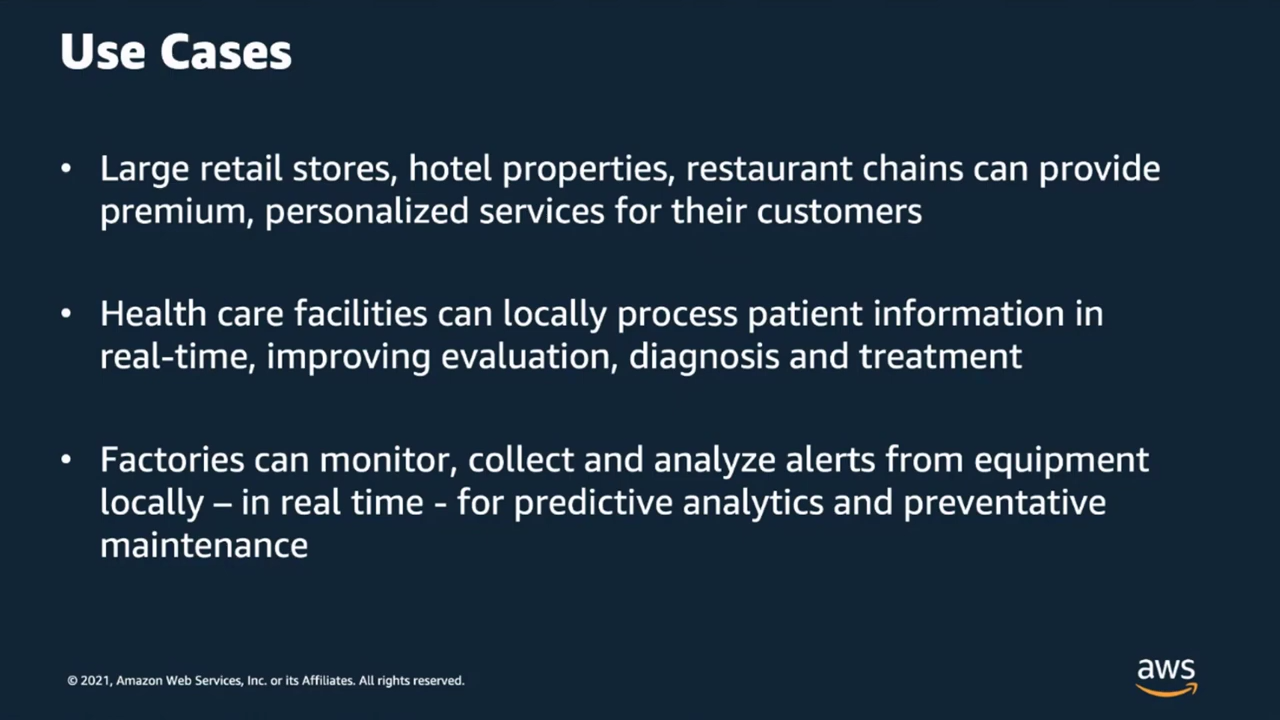 Use Cases
• Large retail stores, hotel properties, restaurant chains can provide
premium, personalized services for their customers
• Health care facilities can locally process patient information in
real-time, improving evaluation, diagnosis and treatment
• Factories can monitor, collect and analyze alerts from equipment
locally – in real time - for predictive analytics and preventative
maintenance
© 2021, Amazon Web Services, Inc. or its Affiliates. All rights reserved.
aws